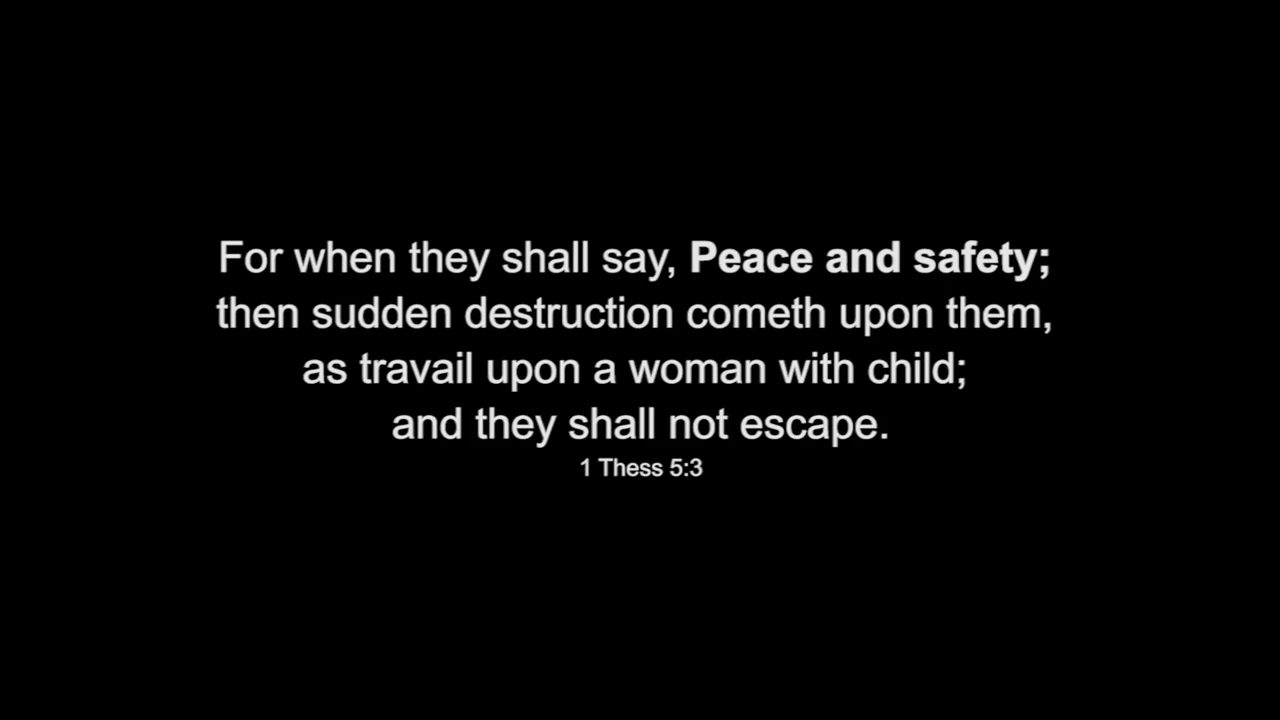 For when they shall say, Peace and safety;
then sudden destruction cometh upon them,
as travail upon a woman with child;
and they shall not escape.
1 Thess 5:3